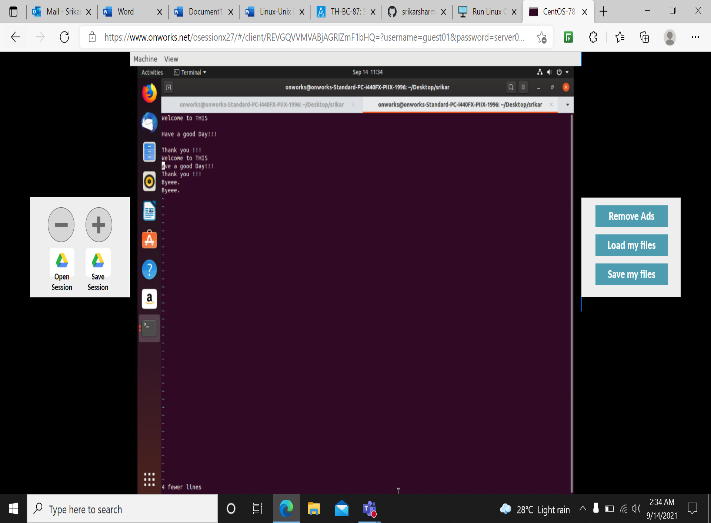 Mail - Srika
Word
Document1
Linux-Unix
TH-BC-87:
srikarsharm
Run Linux C
CentOS-78
https://www.onworks.net/osessionx27/#/client/REVGQVVMVABjAGRlZmF1bHQ=?username=guest01&password=server0...
Machine View
Activities Terminal Sep 14 11:34
onworks@onworks-Standard-PC-i440FX-PIIX-1996: ~/Desktop/srikar
onworks@onworks-Standard-PC-i440FX-PIIX-1996: ~/Desktop/srikar
onworks@onworks-Standard-PC-i440FX-PIIX-1996: ~/Desktop/srikar
Welcome to THIS
Have a good Day!!!
Thank you !!!
Welcome to THIS
ave a good Day!!!
Thank you !!!
Byeee.
Byeee.
4 fewer lines
Open Session
Save Session
Remove Ads
Load my files
Save my files
Type here to search
28°C Light rain
2:34 AM
9/14/2021